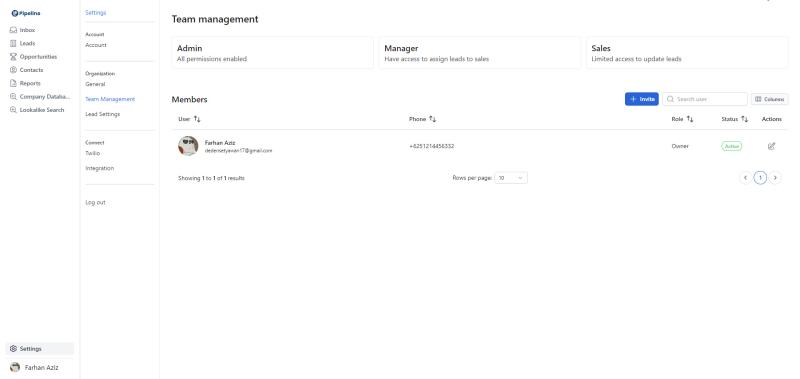 Pipeline
Inbox
Leads
Opportunities
Contacts
Reports
Company Databa...
Lookalike Search
Settings
Farhan Aziz
Settings
Account
Account
Organization
General
Team Management
Lead Settings
Connect
Twilio
Integration
Log out
Team management
Admin
All permissions enabled
Manager
Have access to assign leads to sales
Sales
Limited access to update leads
Members
+ Invite
Search user
Columns
User
Phone
Role
Status
Actions
Farhan Aziz
dedensetyawan17@gmail.com
+6251214456332
Owner
Active
Showing 1 to 1 of 1 results
Rows per page:
10
1